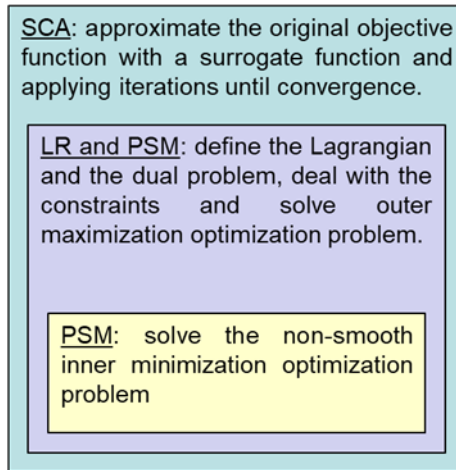 SCA: approximate the original objective
function with a surrogate function and
applying iterations until convergence.
LR and PSM: define the Lagrangian
and the dual problem, deal with the
constraints and solve outer
maximization optimization problem.
PSM: solve the non-smooth
inner minimization optimization
problem